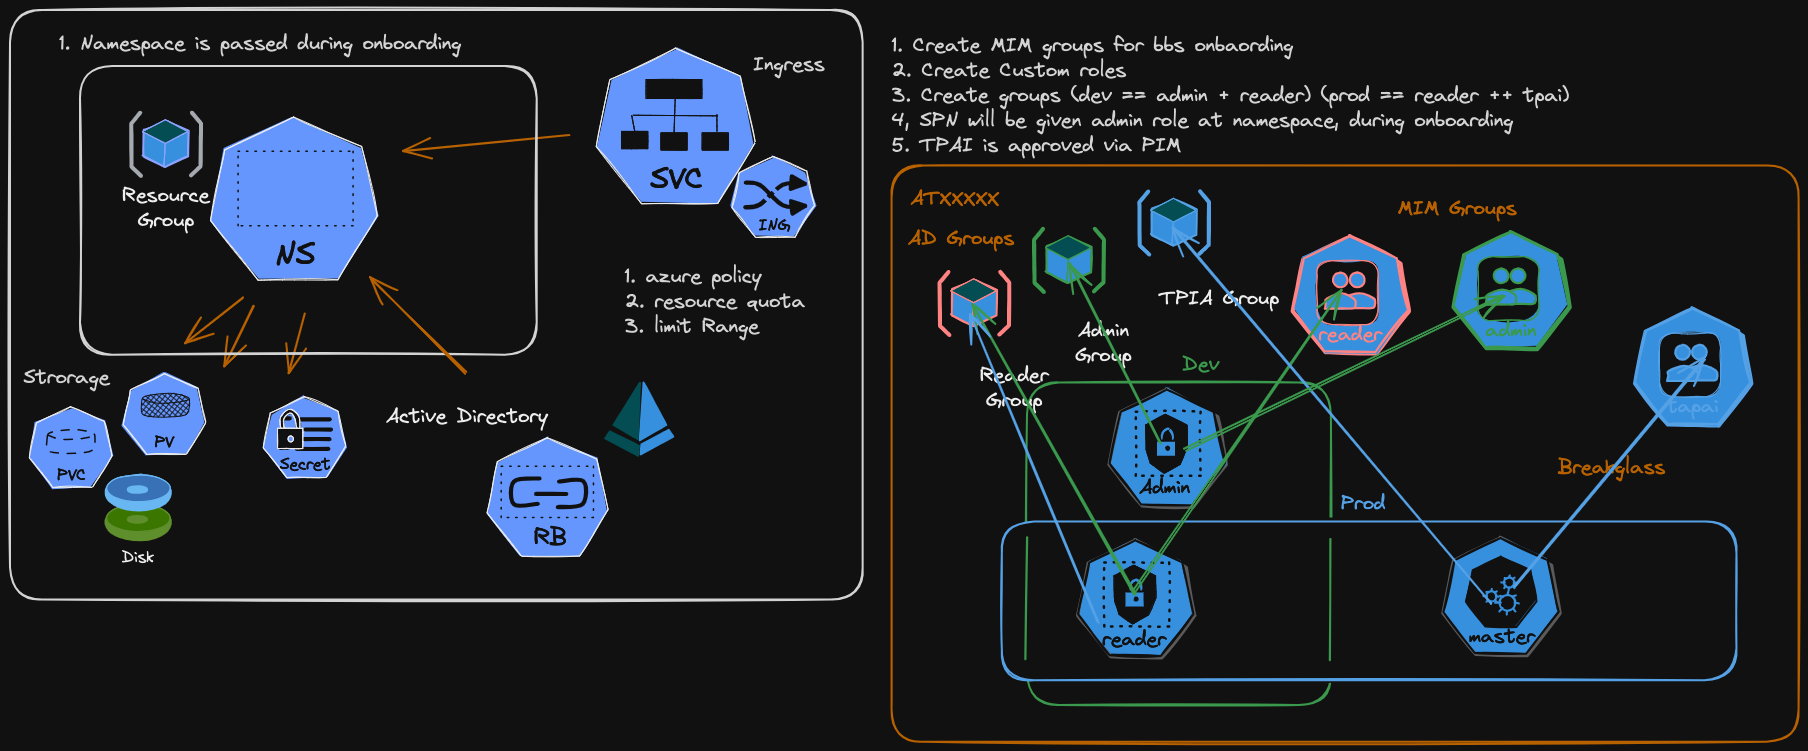 1. Namespace is passed during onboarding
Resource
Group
NS
SVC
Ingress
ING
1. azure policy
2. resource quota
3. limit Range
Strorage
PV
PVC
Disk
Secret
Active Directory
RB
1. Create MIM groups for bbs onbaording
2. Create Custom roles
3. Create groups (dev == admin + reader) (prod == reader ++ tpai)
4, SPN will be given admin role at namespace, during onboarding
5. TPAI is approved via PIM
ATXXXXX
AD Groups
MIM Groups
TPIA Group
Admin
Group
Reader
Group
reader
admin
tapai
Dev
Admin
Breakglass
Prod
reader
master